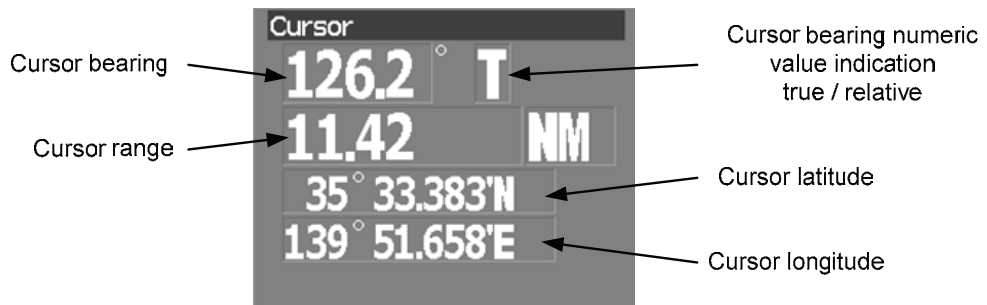 Cursor
Cursor bearing
126.2° T
Cursor bearing numeric
value indication
true / relative
Cursor range
11.42 NM
35° 33.383'N
Cursor latitude
139° 51.658'E
Cursor longitude